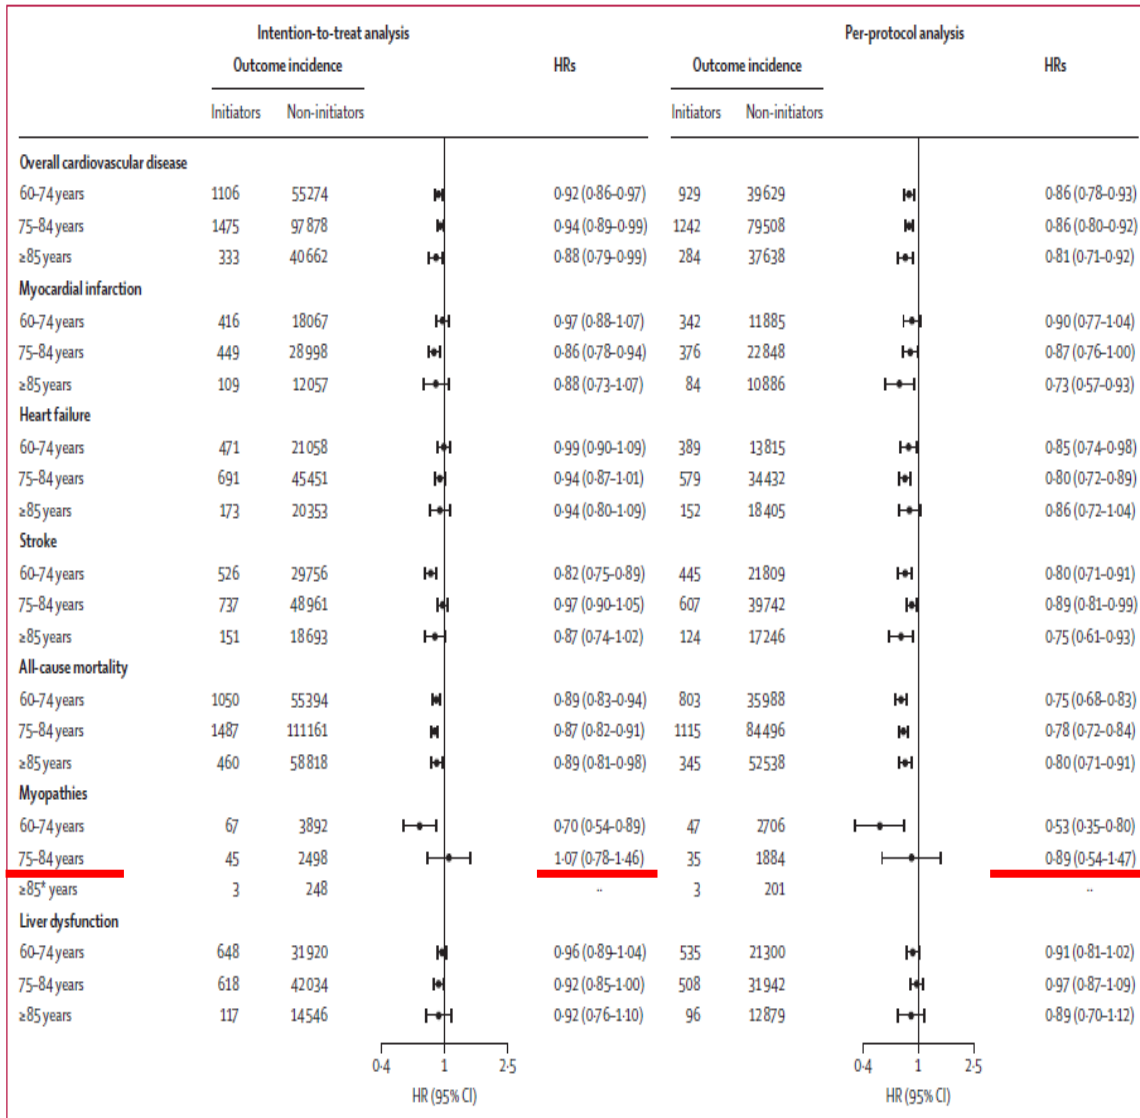 Intention-to-treat analysis Per-protocol analysis
Outcome incidence HRs Outcome incidence HRs
Initiators Non-initiators Initiators Non-initiators
Overall cardiovascular disease
60–74 years 1106 55274 0·92 (0·86–0·97) 929 39629 0·86 (0·78–0·93)
75–84 years 1475 97878 0·94 (0·89–0·99) 1242 79508 0·86 (0·80–0·92)
≥85 years 333 40662 0·88 (0·79–0·99) 284 37638 0·81 (0·71–0·92)
Myocardial infarction
60–74 years 416 18067 0·97 (0·88–1·07) 342 11885 0·90 (0·77–1·04)
75–84 years 449 28998 0·86 (0·78–0·94) 376 22848 0·87 (0·76–1·00)
≥85 years 109 12057 0·88 (0·73–1·07) 84 10886 0·73 (0·57–0·93)
Heart failure
60–74 years 471 21058 0·99 (0·90–1·09) 389 13815 0·85 (0·74–0·98)
75–84 years 691 45451 0·94 (0·87–1·01) 579 34432 0·80 (0·72–0·89)
≥85 years 173 20353 0·94 (0·80–1·09) 152 18405 0·86 (0·72–1·04)
Stroke
60–74 years 526 29756 0·82 (0·75–0·89) 445 21809 0·80 (0·71–0·91)
75–84 years 737 48961 0·97 (0·90–1·05) 607 39742 0·89 (0·81–0·99)
≥85 years 151 18693 0·87 (0·74–1·02) 124 17246 0·75 (0·61–0·93)
All-cause mortality
60–74 years 1050 55394 0·89 (0·83–0·94) 803 35988 0·75 (0·68–0·83)
75–84 years 1487 111161 0·87 (0·82–0·91) 1115 84496 0·78 (0·72–0·84)
≥85 years 460 58818 0·89 (0·81–0·98) 345 52538 0·80 (0·71–0·91)
Myopathies
60–74 years 67 3892 0·70 (0·54–0·89) 47 2706 0·53 (0·35–0·80)
75–84 years 45 2498 1·07 (0·78–1·46) 35 1884 0·89 (0·54–1·47)
≥85* years 3 248 ·· 3 201 ··
Liver dysfunction
60–74 years 648 31920 0·96 (0·89–1·04) 535 21300 0·91 (0·81–1·02)
75–84 years 618 42034 0·92 (0·85–1·00) 508 31942 0·97 (0·87–1·09)
≥85 years 117 14546 0·92 (0·76–1·10) 96 12879 0·89 (0·70–1·12)
0·4 1 2·5 0·4 1 2·5
HR (95% CI) HR (95% CI)